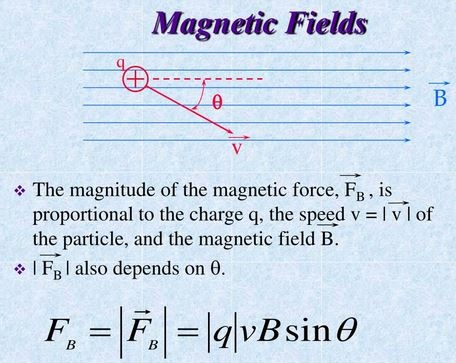 Magnetic Fields
q
θ
B
v
❖ The magnitude of the magnetic force, F_B , is
proportional to the charge q, the speed v = | v | of
the particle, and the magnetic field B.
❖ | F_B | also depends on θ.
F_B = |F⃗_B| = |q|vB sin θ